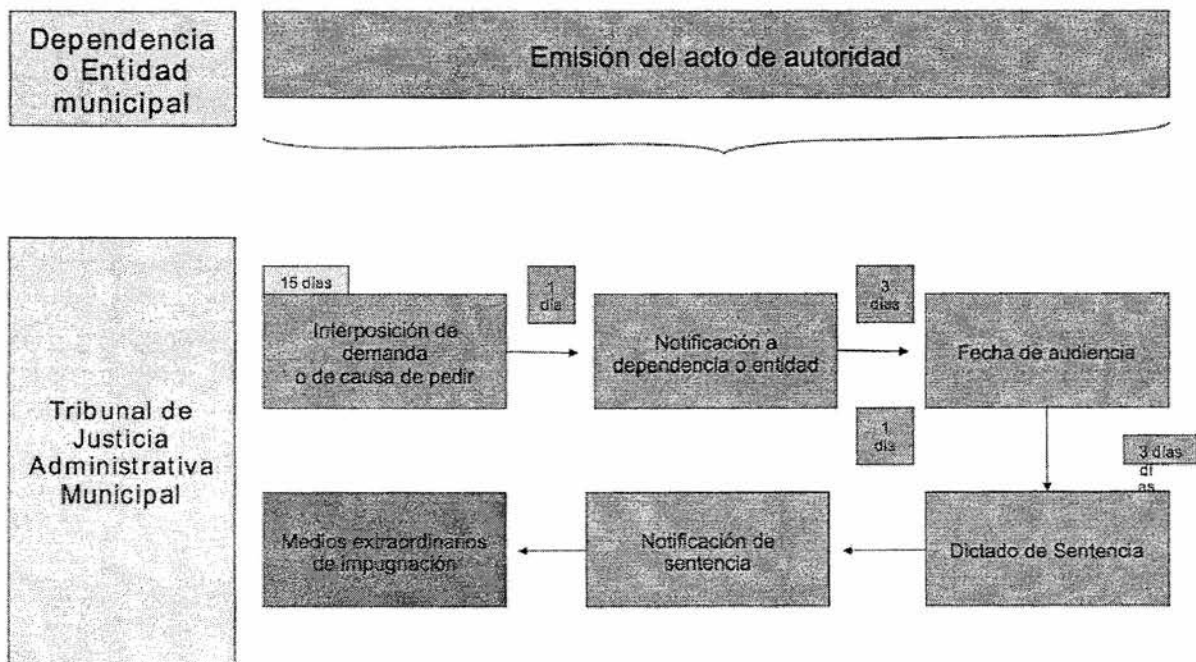 Dependencia
o Entidad
municipal
Emisión del acto de autoridad
Tribunal de
Justicia
Administrativa
Municipal
15 días
Interposición de
demanda
o de causa de pedir
1
día
Notificación a
dependencia o entidad
3
días
Fecha de audiencia
3 días
dí
as
Dictado de Sentencia
1
día
Notificación de
sentencia
Medios extraordinarios
de impugnación